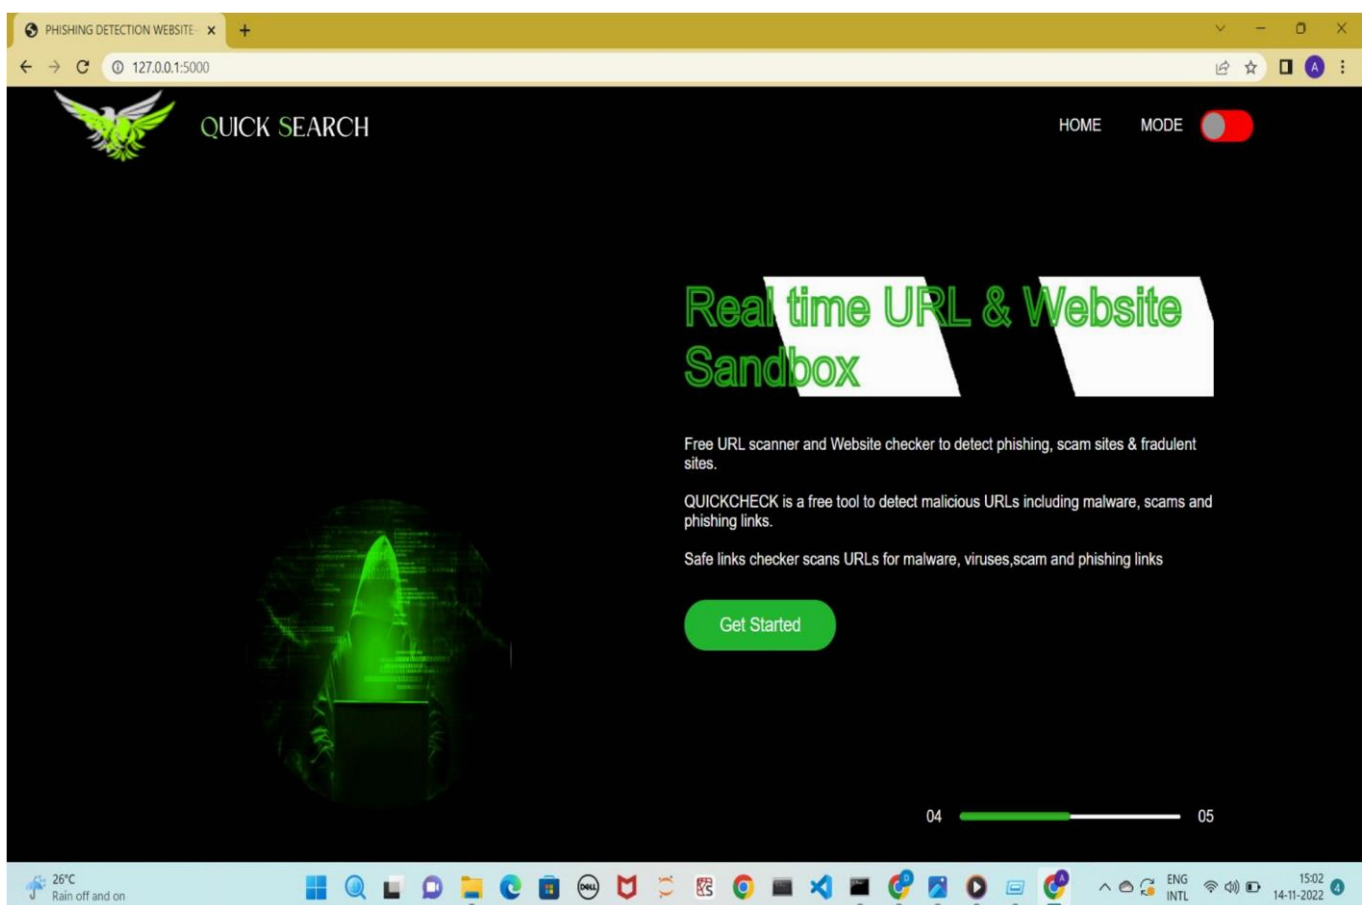 PHISHING DETECTION WEBSITE-
127.0.0.1:5000
QUICK SEARCH
HOME
MODE
Real time URL & Website
Sandbox
Free URL scanner and Website checker to detect phishing, scam sites & fradulent
sites.
QUICKCHECK is a free tool to detect malicious URLs including malware, scams and
phishing links.
Safe links checker scans URLs for malware, viruses,scam and phishing links
Get Started
04
05
26°C
Rain off and on
DELL
A
ENG
INTL
15:02
14-11-2022
4